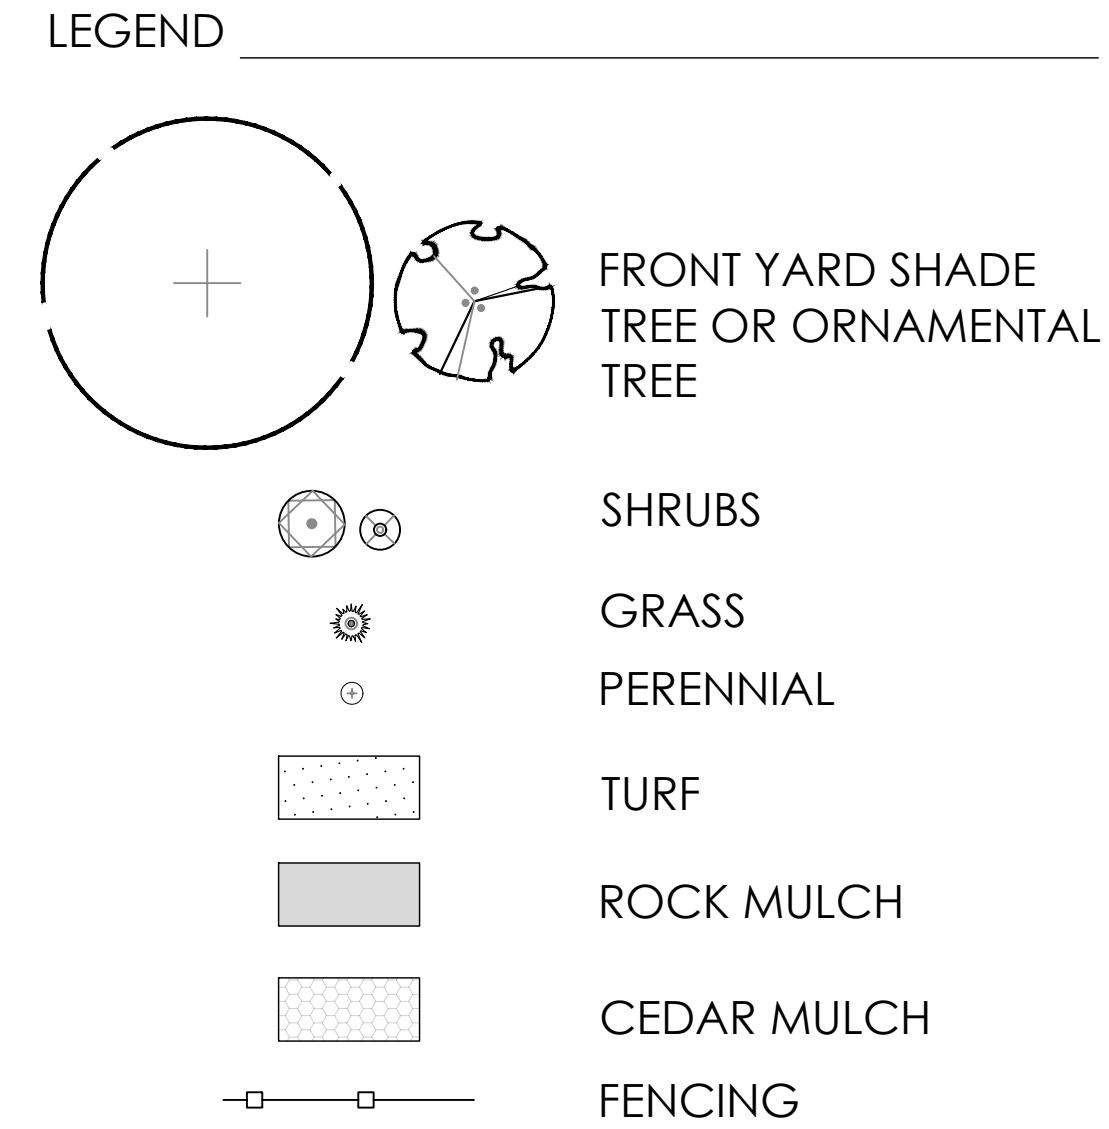 LEGEND
FRONT YARD SHADE
TREE OR ORNAMENTAL
TREE
SHRUBS
GRASS
PERENNIAL
TURF
ROCK MULCH
CEDAR MULCH
FENCING